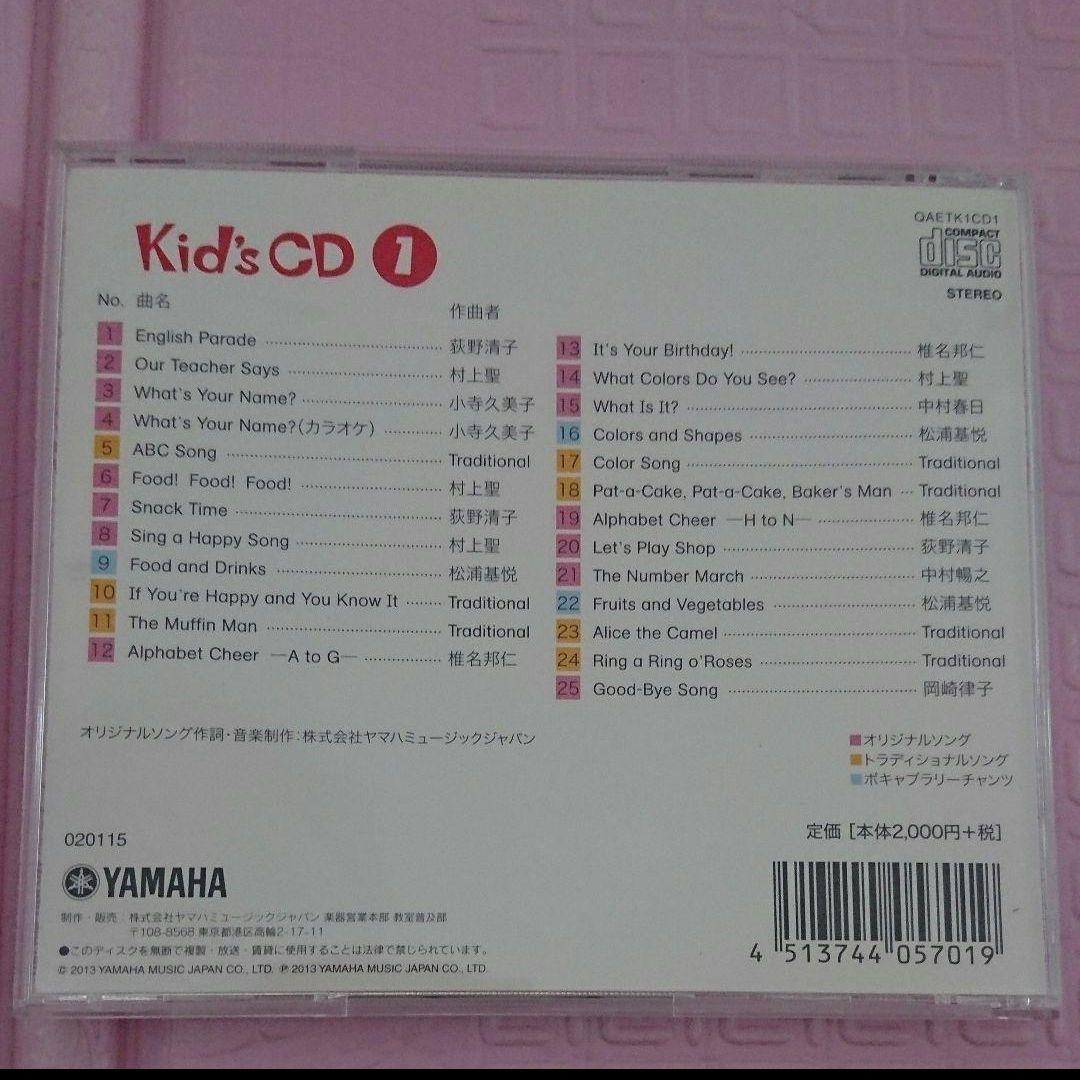 Kid's CD 1
QAETK1CD1
COMPACT
disc
DIGITAL AUDIO
STEREO
No. 曲名 作曲者
1 English Parade 荻野清子
2 Our Teacher Says 村上聖
3 What's Your Name? 小寺久美子
4 What's Your Name?(カラオケ) 小寺久美子
5 ABC Song Traditional
6 Food! Food! Food! 村上聖
7 Snack Time 荻野清子
8 Sing a Happy Song 村上聖
9 Food and Drinks 松浦基悦
10 If You're Happy and You Know It Traditional
11 The Muffin Man Traditional
12 Alphabet Cheer —A to G— 椎名邦仁
13 It's Your Birthday! 椎名邦仁
14 What Colors Do You See? 村上聖
15 What Is It? 中村春日
16 Colors and Shapes 松浦基悦
17 Color Song Traditional
18 Pat-a-Cake, Pat-a-Cake, Baker's Man Traditional
19 Alphabet Cheer —H to N— 椎名邦仁
20 Let's Play Shop 荻野清子
21 The Number March 中村暢之
22 Fruits and Vegetables 松浦基悦
23 Alice the Camel Traditional
24 Ring a Ring o'Roses Traditional
25 Good-Bye Song 岡崎律子
オリジナルソング作詞・音楽制作:株式会社ヤマハミュージックジャパン
■オリジナルソング
■トラディショナルソング
■ボキャブラリーチャンツ
020115
定価 [本体2,000円+税]
YAMAHA
制作・販売:株式会社ヤマハミュージックジャパン 楽器営業本部 教室普及部
〒108-8568 東京都港区高輪2-17-11
●このディスクを無断で複製・放送・賃貸に使用することは法律で禁じられています。
© 2013 YAMAHA MUSIC JAPAN CO., LTD. ℗ 2013 YAMAHA MUSIC JAPAN CO., LTD.
4 513744 057019